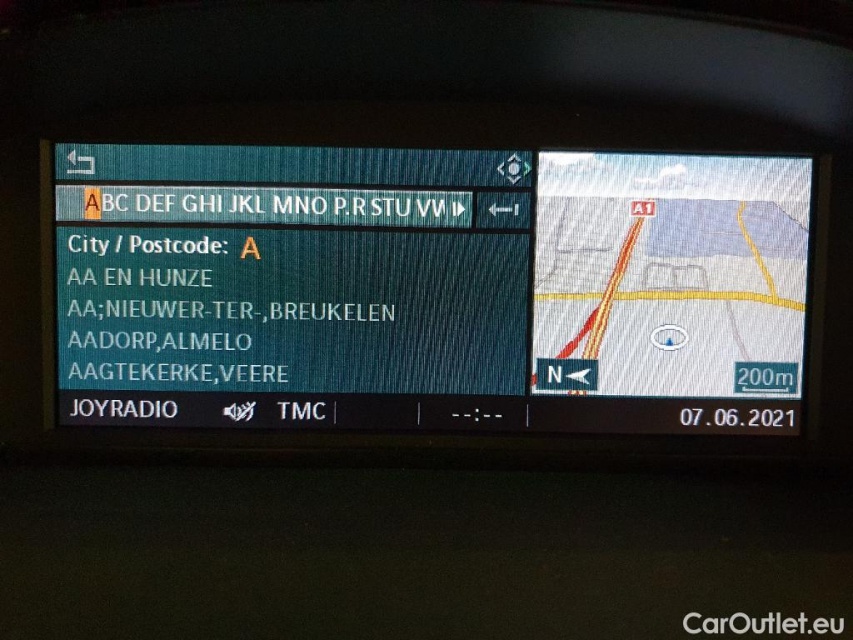 ABC DEF GHI JKL MNO P.R STU VW
City / Postcode: A
AA EN HUNZE
AA;NIEUWER-TER-,BREUKELEN
AADORP,ALMELO
AAGTEKERKE,VEERE
A1
N
200m
JOYRADIO TMC --:-- 07.06.2021
CarOutlet.eu